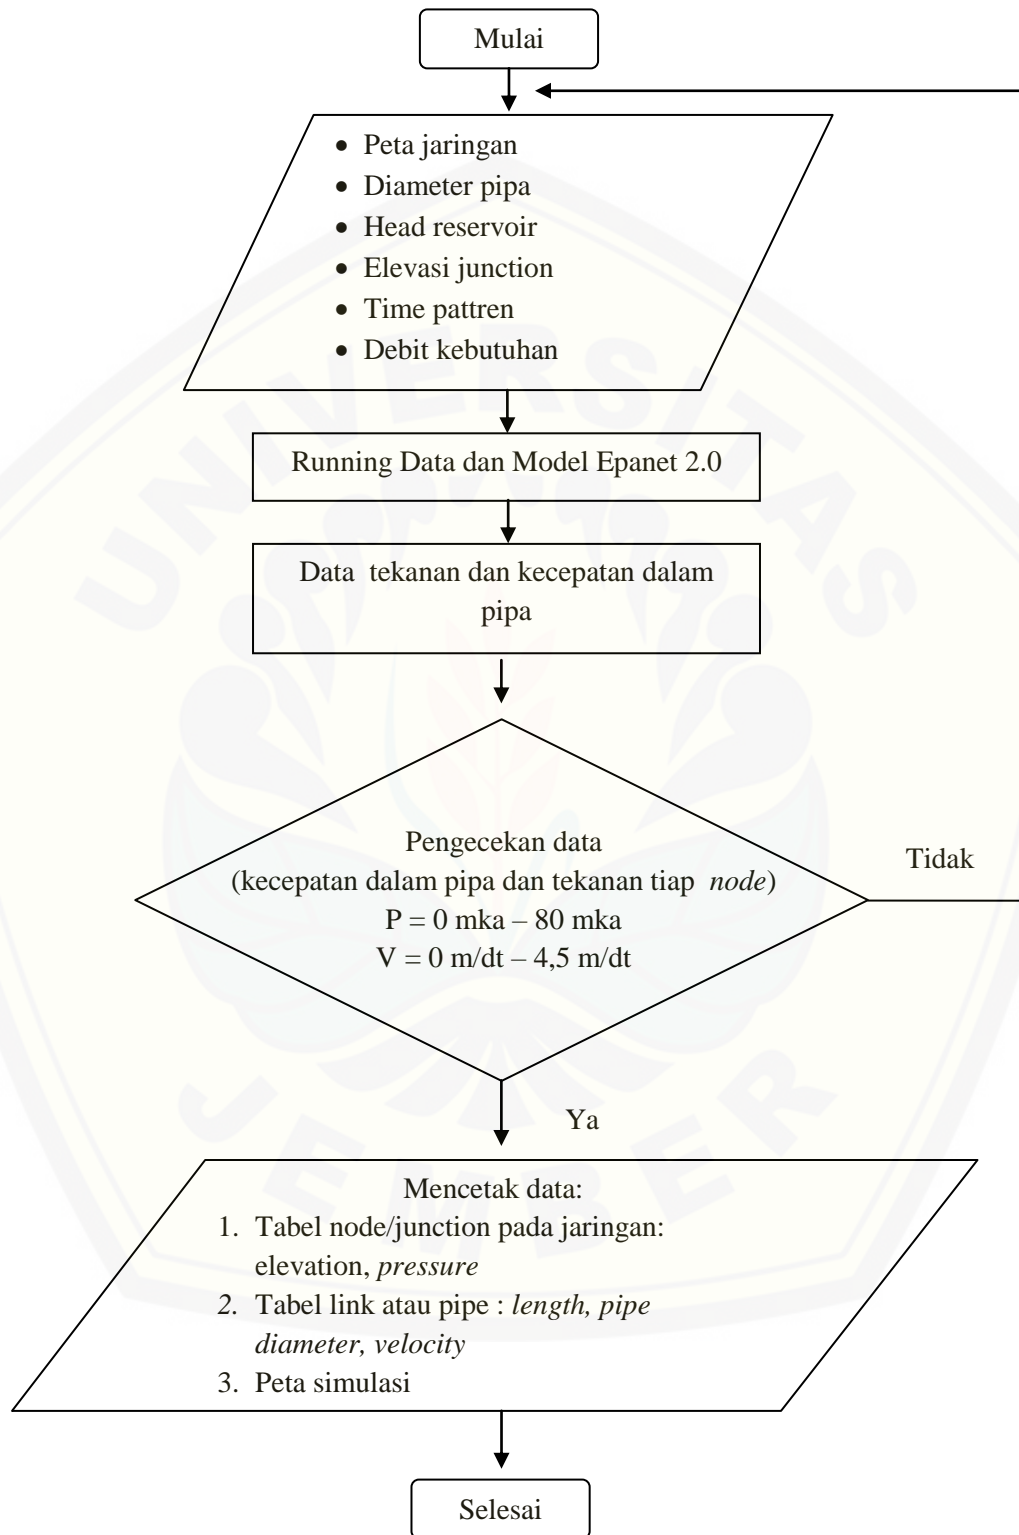 Mulai
• Peta jaringan
• Diameter pipa
• Head reservoir
• Elevasi junction
• Time pattren
• Debit kebutuhan
Running Data dan Model Epanet 2.0
Data tekanan dan kecepatan dalam
pipa
Pengecekan data
(kecepatan dalam pipa dan tekanan tiap node)
P = 0 mka – 80 mka
V = 0 m/dt – 4,5 m/dt
Tidak
Ya
Mencetak data:
1. Tabel node/junction pada jaringan:
elevation, pressure
2. Tabel link atau pipe : length, pipe
diameter, velocity
3. Peta simulasi
Selesai
UNIVERSITAS
JEMBER